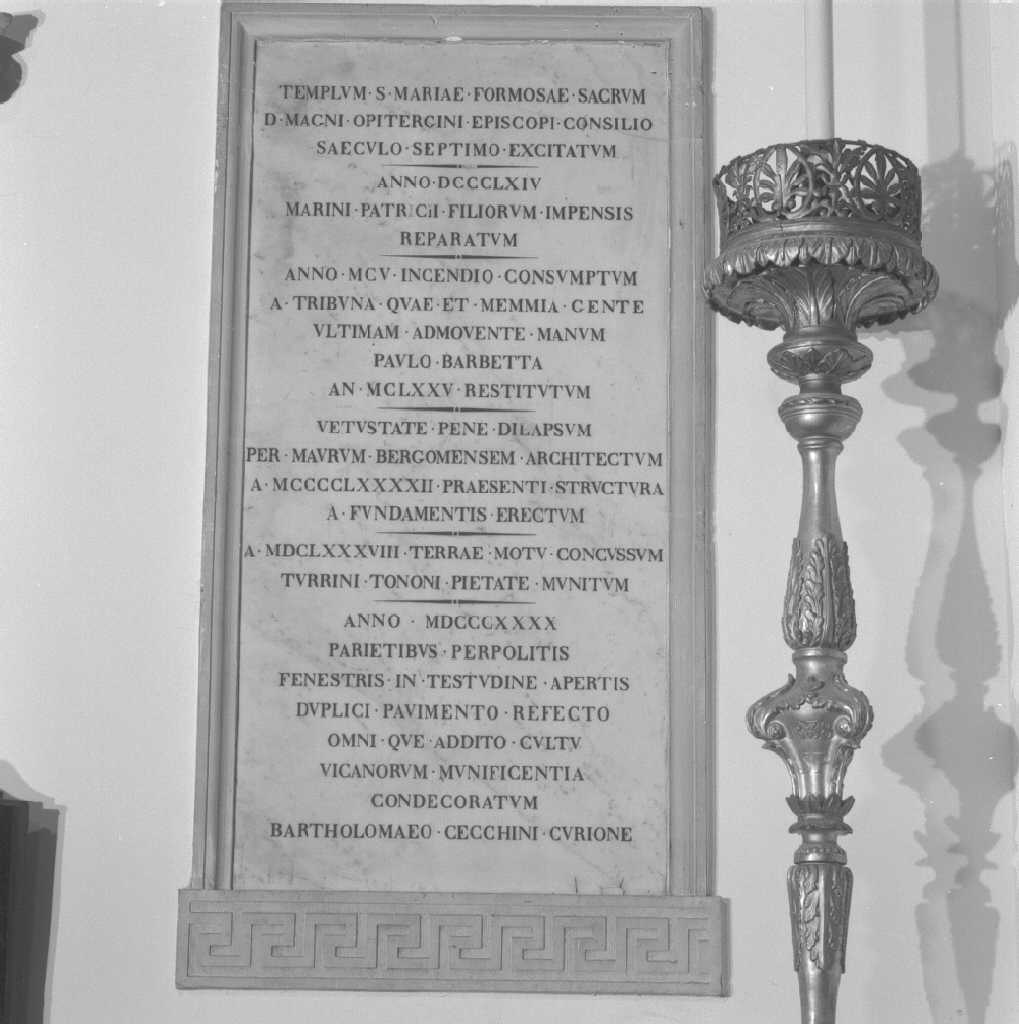 TEMPLVM·S·MARIAE·FORMOSAE·SACRVM
D·MAGNI·OPITERGINI·EPISCOPI·CONSILIO
SAECVLO·SEPTIMO·EXCITATVM
ANNO·DCCCLXIV
MARINI·PATRICII·FILIORVM·IMPENSIS
REPARATVM
ANNO·MCV·INCENDIO·CONSVMPTVM
A·TRIBVNA·QVAE·ET·MEMMIA·GENTE
VLTIMAM·ADMOVENTE·MANVM
PAVLO·BARBETTA
AN·MCLXXV·RESTITVTVM
VETVSTATE·PENE·DILAPSVM
PER·MAVRVM·BERGOMENSEM·ARCHITECTVM
A·MCCCCLXXXXII·PRAESENTI·STRVCTVRA
A·FVNDAMENTIS·ERECTVM
A·MDCLXXXVIII·TERRAE·MOTV·CONCVSSVM
TVRRINI·TONONI·PIETATE·MVNITVM
ANNO·MDCCCXXXX
PARIETIBVS·PERPOLITIS
FENESTRIS·IN·TESTVDINE·APERTIS
DVPLICI·PAVIMENTO·REFECTO
OMNI·QVE·ADDITO·CVLTV
VICANORVM·MVNIFICENTIA
CONDECORATVM
BARTHOLOMAEO·CECCHINI·CVRIONE